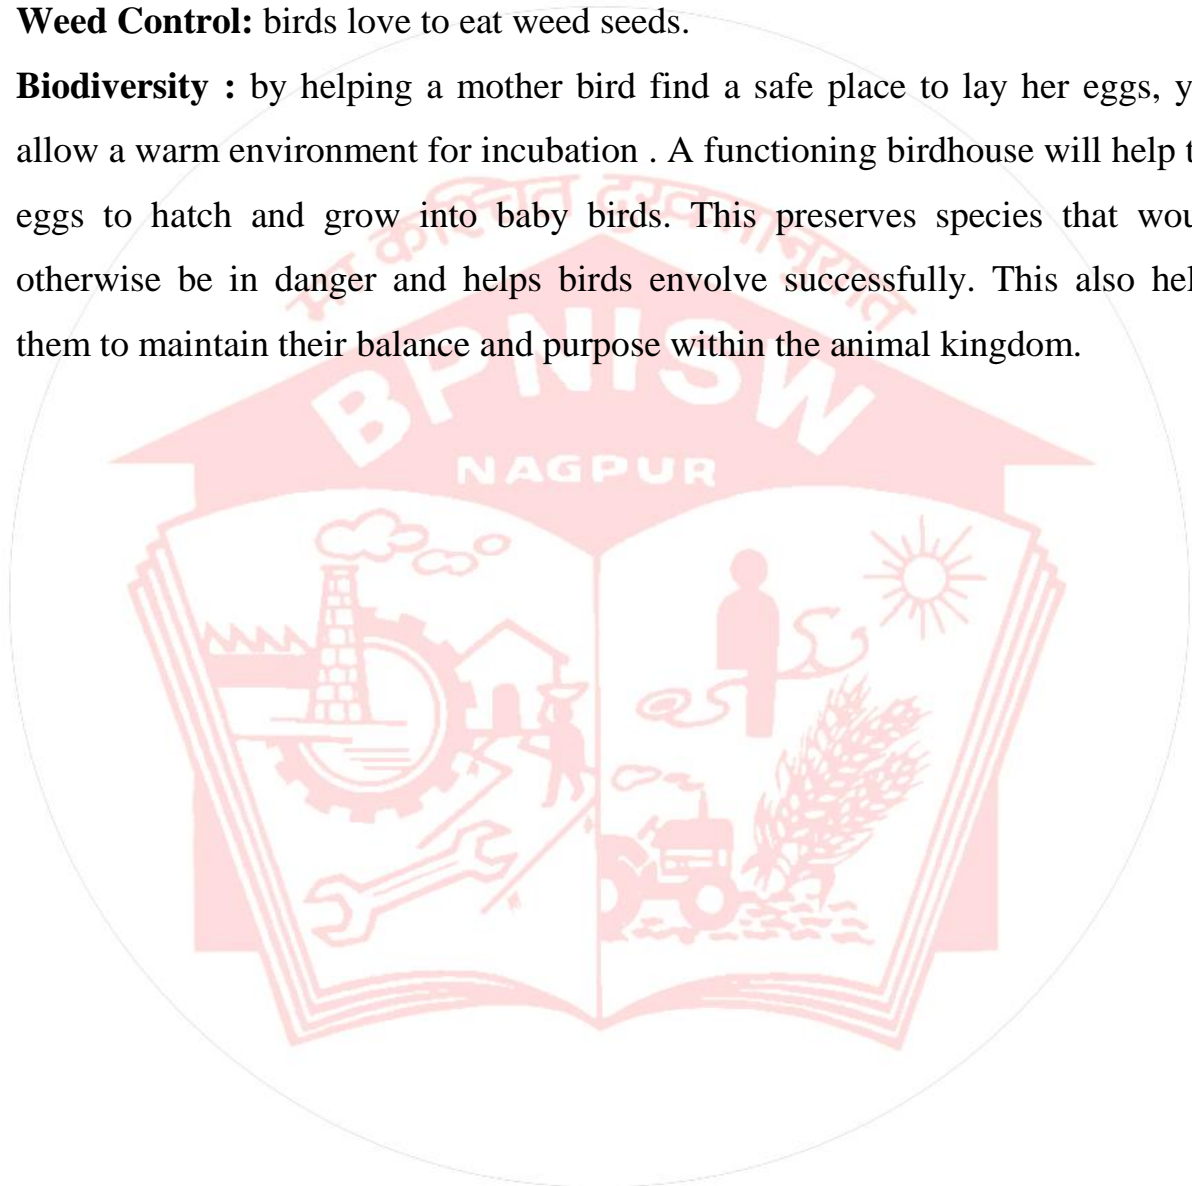 Weed Control: birds love to eat weed seeds.
Biodiversity : by helping a mother bird find a safe place to lay her eggs, y
allow a warm environment for incubation . A functioning birdhouse will help t
eggs to hatch and grow into baby birds. This preserves species that wou
otherwise be in danger and helps birds envolve successfully. This also hel
them to maintain their balance and purpose within the animal kingdom.
कश्चित
BPNISW
NAGPUR